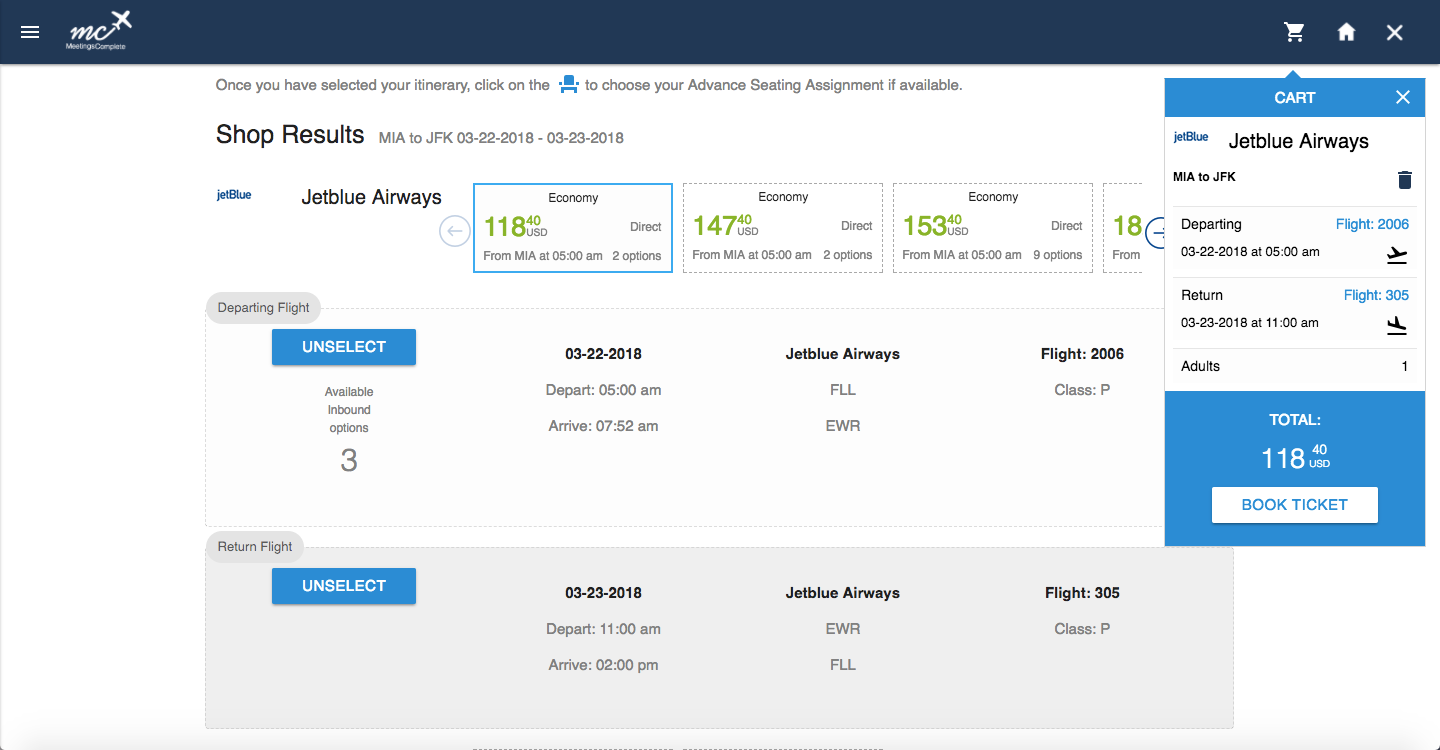 mc
MeetingsComplete
Once you have selected your itinerary, click on the to choose your Advance Seating Assignment if available.
Shop Results MIA to JFK 03-22-2018 - 03-23-2018
jetBlue Jetblue Airways
Economy
118 40 USD Direct
From MIA at 05:00 am 2 options
Economy
147 40 USD Direct
From MIA at 05:00 am 2 options
Economy
153 40 USD Direct
From MIA at 05:00 am 9 options
18
From
Departing Flight
UNSELECT
Available
Inbound
options
3
03-22-2018 Jetblue Airways Flight: 2006
Depart: 05:00 am FLL Class: P
Arrive: 07:52 am EWR
Return Flight
UNSELECT
03-23-2018 Jetblue Airways Flight: 305
Depart: 11:00 am EWR Class: P
Arrive: 02:00 pm FLL
CART
jetBlue Jetblue Airways
MIA to JFK
Departing Flight: 2006
03-22-2018 at 05:00 am
Return Flight: 305
03-23-2018 at 11:00 am
Adults 1
TOTAL:
118 40 USD
BOOK TICKET